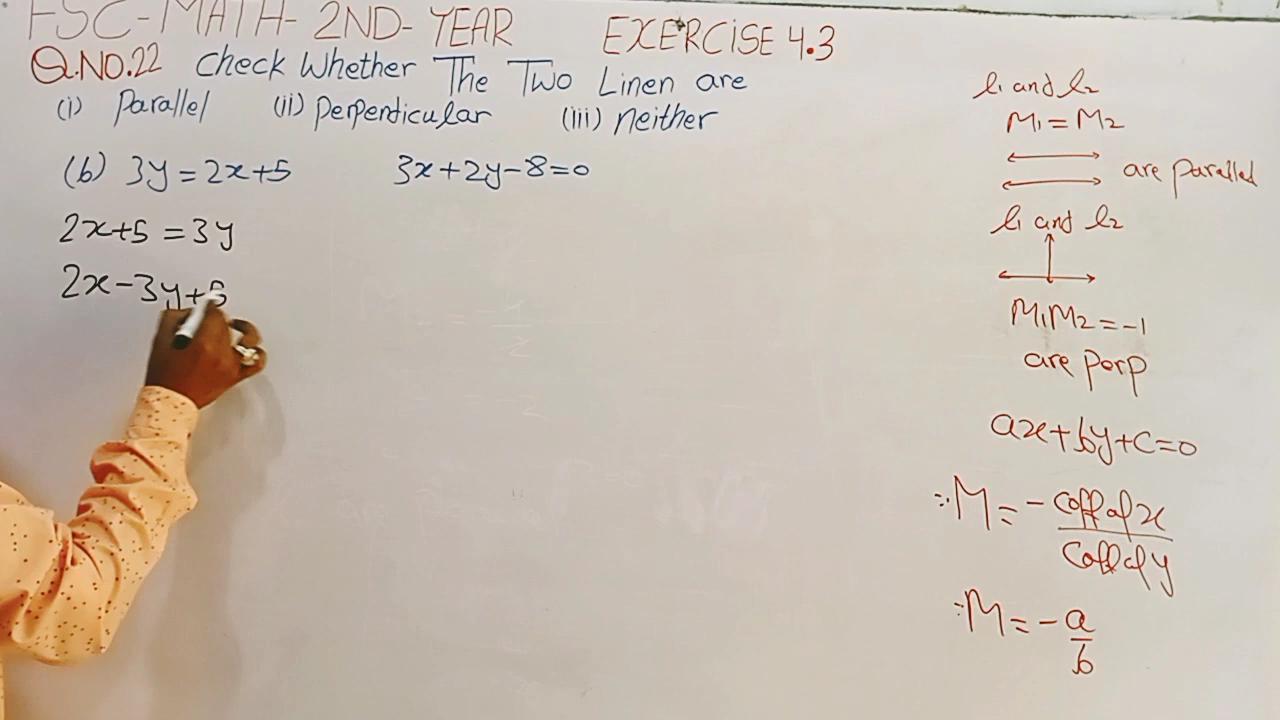 FSC-MATH-2ND-YEAR EXERCISE 4.3
Q.NO.22 Check Whether The Two Linen are
(i) Parallel (ii) Perpenticular (iii) neither
(b) 3y = 2x+5 3x+2y-8=0
2x+5 = 3y
2x-3y+5
l₁ and l₂
M₁=M₂
are paralled
l₁ and l₂
M₁M₂=-1
are perp
ax+by+c=0
∴ M = - coff of x / coff of y
∴ M = - a/b